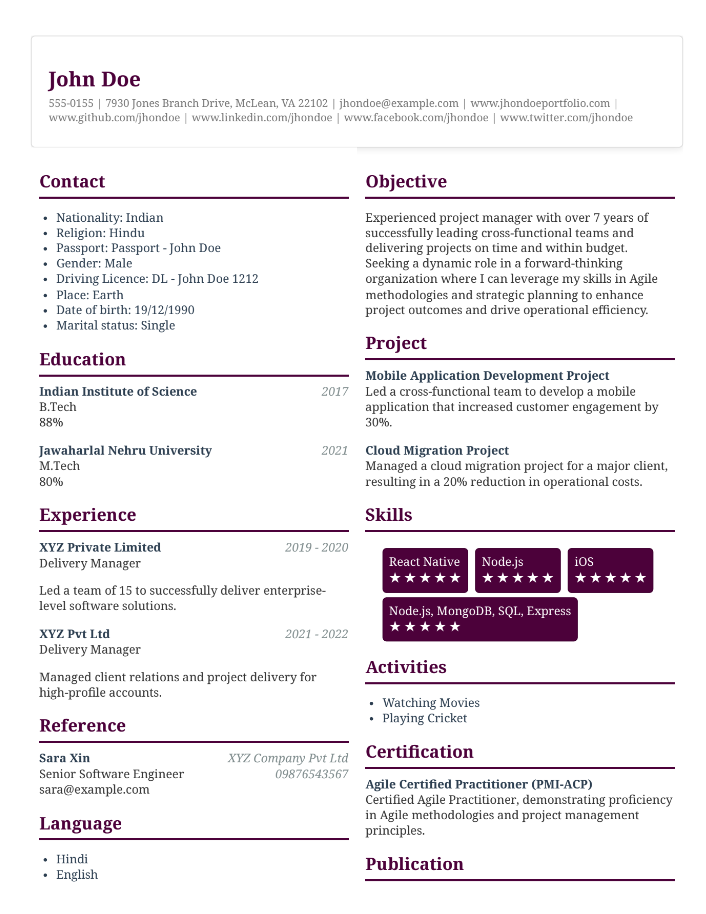 John Doe
555-0155 | 7930 Jones Branch Drive, McLean, VA 22102 | jhondoe@example.com | www.jhondoeportfolio.com |
www.github.com/jhondoe | www.linkedin.com/jhondoe | www.facebook.com/jhondoe | www.twitter.com/jhondoe
Contact
• Nationality: Indian
• Religion: Hindu
• Passport: Passport - John Doe
• Gender: Male
• Driving Licence: DL - John Doe 1212
• Place: Earth
• Date of birth: 19/12/1990
• Marital status: Single
Education
Indian Institute of Science 2017
B.Tech
88%
Jawaharlal Nehru University 2021
M.Tech
80%
Experience
XYZ Private Limited 2019 - 2020
Delivery Manager
Led a team of 15 to successfully deliver enterprise-
level software solutions.
XYZ Pvt Ltd 2021 - 2022
Delivery Manager
Managed client relations and project delivery for
high-profile accounts.
Reference
Sara Xin XYZ Company Pvt Ltd
Senior Software Engineer 09876543567
sara@example.com
Language
• Hindi
• English
Objective
Experienced project manager with over 7 years of
successfully leading cross-functional teams and
delivering projects on time and within budget.
Seeking a dynamic role in a forward-thinking
organization where I can leverage my skills in Agile
methodologies and strategic planning to enhance
project outcomes and drive operational efficiency.
Project
Mobile Application Development Project
Led a cross-functional team to develop a mobile
application that increased customer engagement by
30%.
Cloud Migration Project
Managed a cloud migration project for a major client,
resulting in a 20% reduction in operational costs.
Skills
React Native Node.js iOS
★★★★★ ★★★★★ ★★★★★
Node.js, MongoDB, SQL, Express
★★★★★
Activities
• Watching Movies
• Playing Cricket
Certification
Agile Certified Practitioner (PMI-ACP)
Certified Agile Practitioner, demonstrating proficiency
in Agile methodologies and project management
principles.
Publication